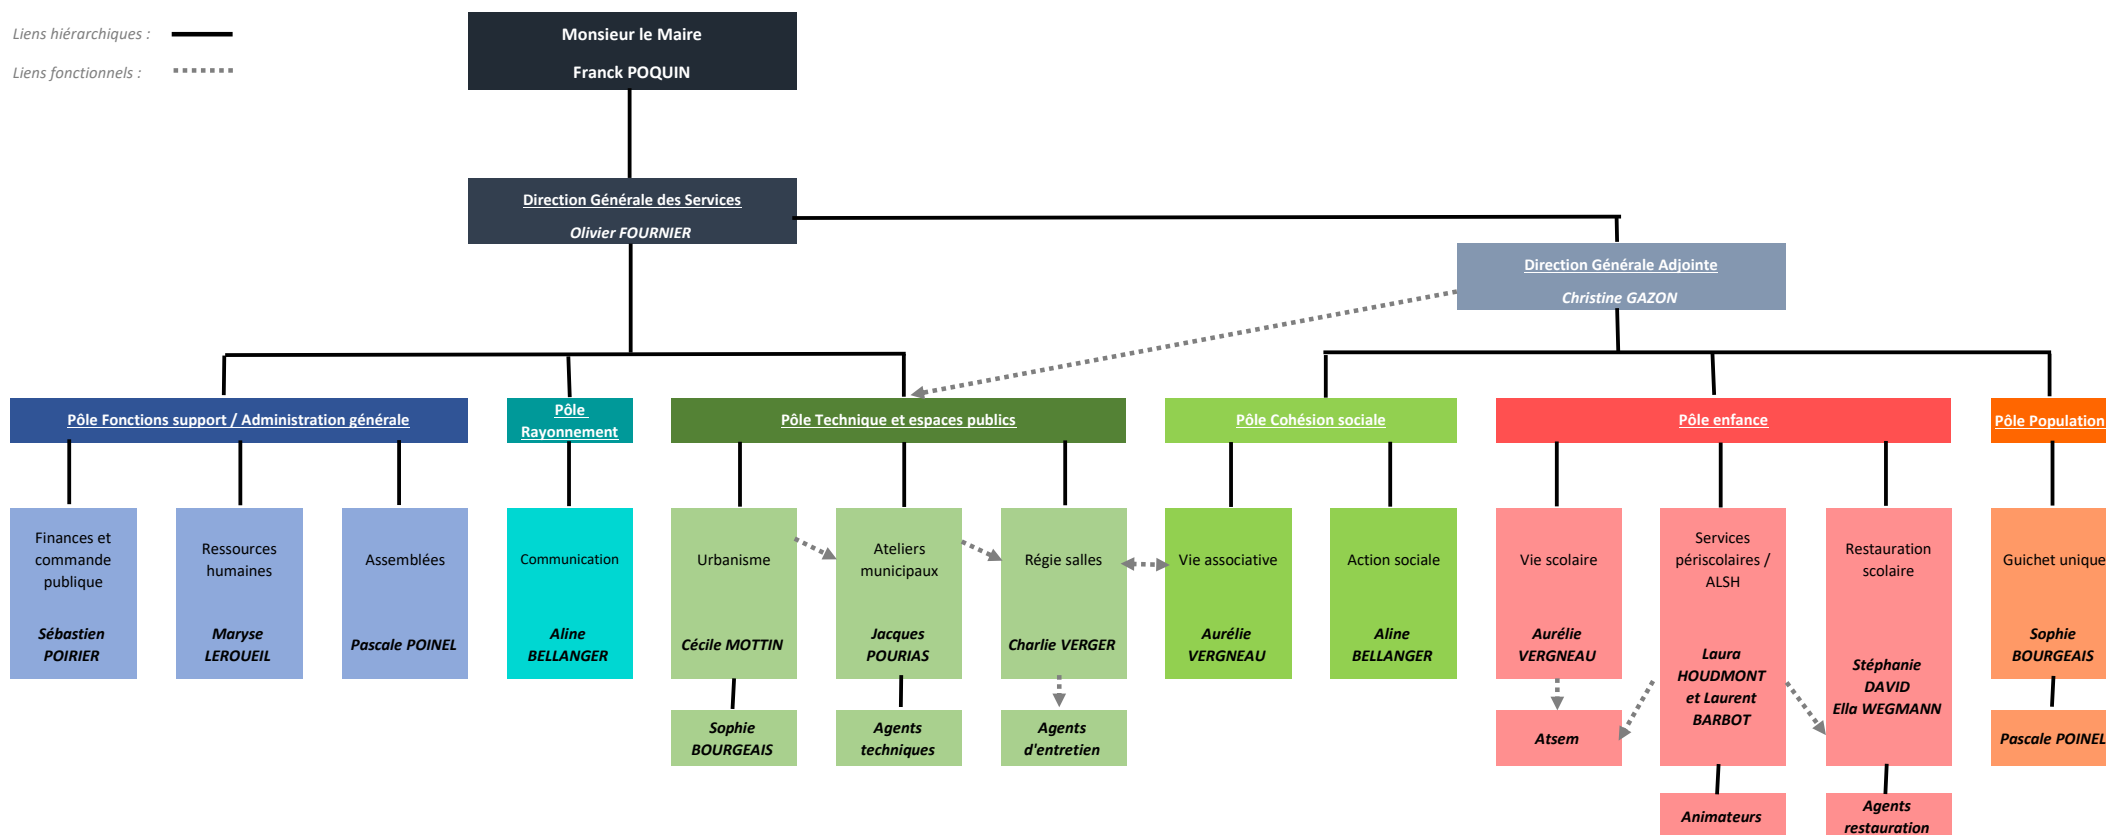 Liens hiérarchiques :
Liens fonctionnels :
Monsieur le Maire
Franck POQUIN
Direction Générale des Services
Olivier FOURNIER
Direction Générale Adjointe
Christine GAZON
Pôle Fonctions support / Administration générale
Pôle
Rayonnement
Pôle Technique et espaces publics
Pôle Cohésion sociale
Pôle enfance
Pôle Population
Finances et
commande
publique
Sébastien
POIRIER
Ressources
humaines
Maryse
LEROUEIL
Assemblées
Pascale POINEL
Communication
Aline
BELLANGER
Urbanisme
Cécile MOTTIN
Ateliers
municipaux
Jacques
POURIAS
Régie salles
Charlie VERGER
Vie associative
Aurélie
VERGNEAU
Action sociale
Aline
BELLANGER
Vie scolaire
Aurélie
VERGNEAU
Services
périscolaires /
ALSH
Laura
HOUDMONT
et Laurent
BARBOT
Restauration
scolaire
Stéphanie
DAVID
Ella WEGMANN
Guichet unique
Sophie
BOURGEAIS
Sophie
BOURGEAIS
Agents
techniques
Agents
d'entretien
Atsem
Pascale POINEL
Animateurs
Agents
restauration